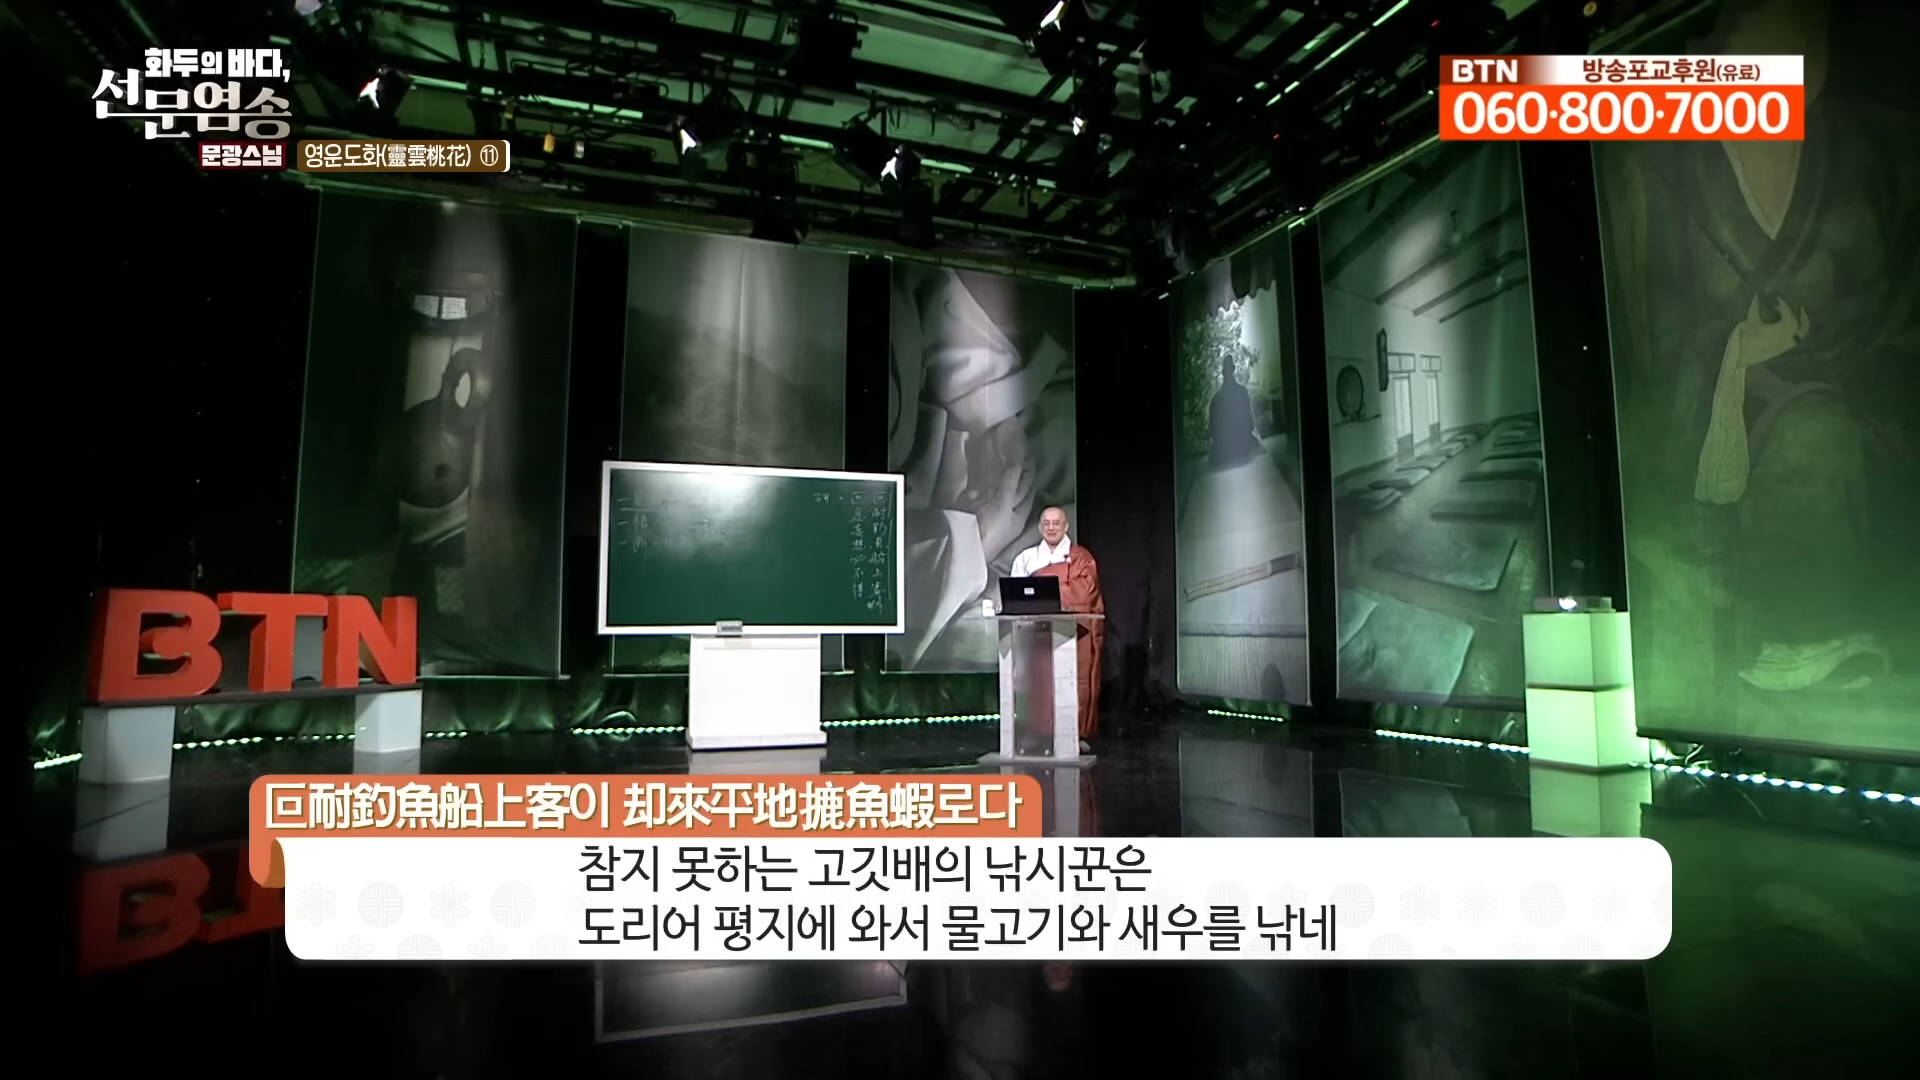 화두의 바다,
선문염송
문광스님
영운도화(靈雲桃花) ⑪
BTN 방송포교후원(유료)
060·800·7000
BTN
叵耐釣魚船上客이 却來平地摝魚蝦로다
참지 못하는 고깃배의 낚시꾼은
도리어 평지에 와서 물고기와 새우를 낚네